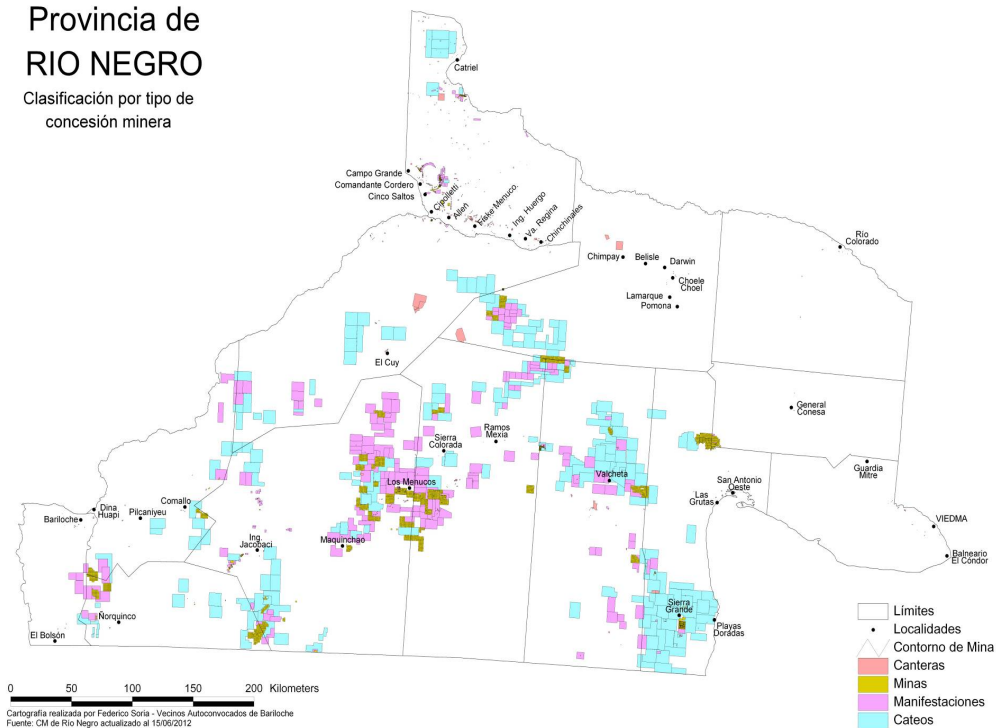 Provincia de
RIO NEGRO
Clasificación por tipo de
concesión minera
Catriel
Campo Grande
Comandante Cordero
Cinco Saltos
Cipolletti
Allen
Fiske Menuco.
Ing. Huergo
Va. Regina
Chinchinales
Chimpay
Belisle
Darwin
Choele
Choel
Lamarque
Pomona
Río
Colorado
El Cuy
General
Conesa
Guardia
Mitre
Sierra
Colorada
Ramos
Mexia
Los Menucos
Valcheta
San Antonio
Oeste
Las
Grutas
VIEDMA
Balneario
El Condor
Dina
Huapi
Bariloche
Pilcaniyeu
Comallo
Ing.
Jacobaci
Maquinchao
Ñorquinco
El Bolsón
Sierra
Grande
Playas
Doradas
Límites
Localidades
Contorno de Mina
Canteras
Minas
Manifestaciones
Cateos
0 50 100 150 200 Kilometers
Cartografía realizada por Federico Soria - Vecinos Autoconvocados de Bariloche
Fuente: CM de Río Negro actualizado al 15/06/2012